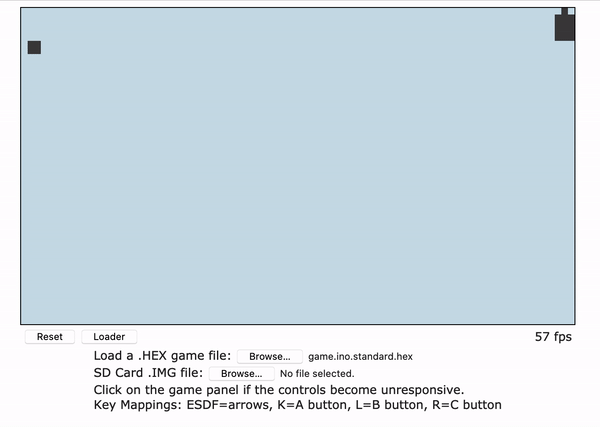 Reset Loader 57 fps
Load a .HEX game file: Browse... game.ino.standard.hex
SD Card .IMG file: Browse... No file selected.
Click on the game panel if the controls become unresponsive.
Key Mappings: ESDF=arrows, K=A button, L=B button, R=C button